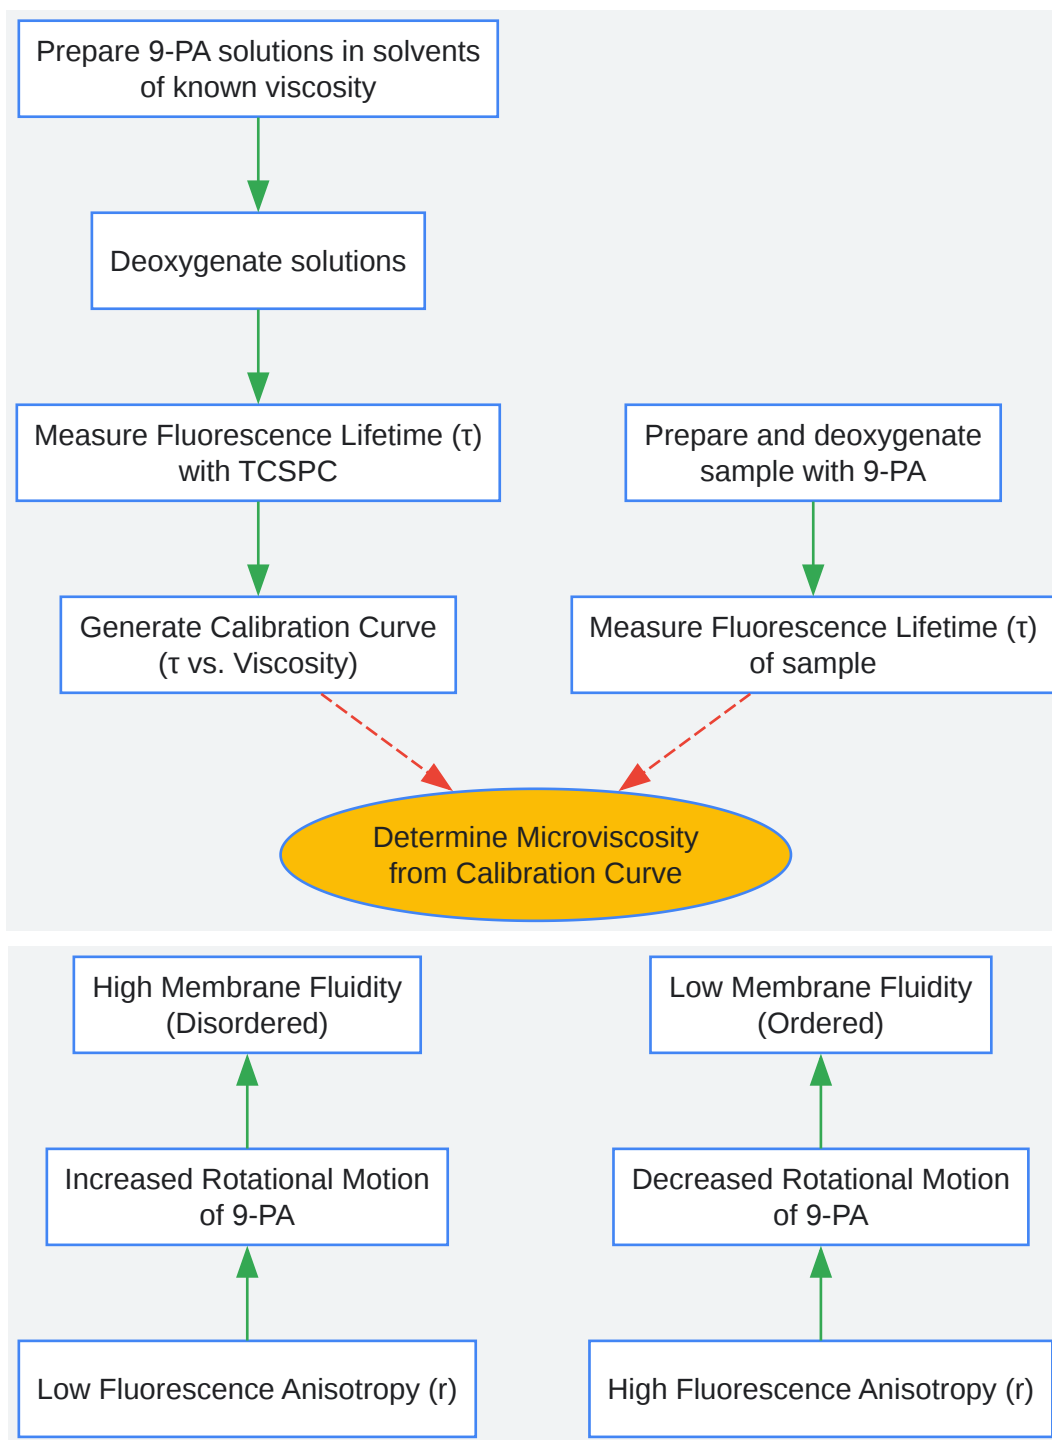 Prepare 9-PA solutions in solvents
of known viscosity
Deoxygenate solutions
Measure Fluorescence Lifetime (τ)
with TCSPC
Prepare and deoxygenate
sample with 9-PA
Generate Calibration Curve
(τ vs. Viscosity)
Measure Fluorescence Lifetime (τ)
of sample
Determine Microviscosity
from Calibration Curve
High Membrane Fluidity
(Disordered)
Low Membrane Fluidity
(Ordered)
Increased Rotational Motion
of 9-PA
Decreased Rotational Motion
of 9-PA
Low Fluorescence Anisotropy (r)
High Fluorescence Anisotropy (r)